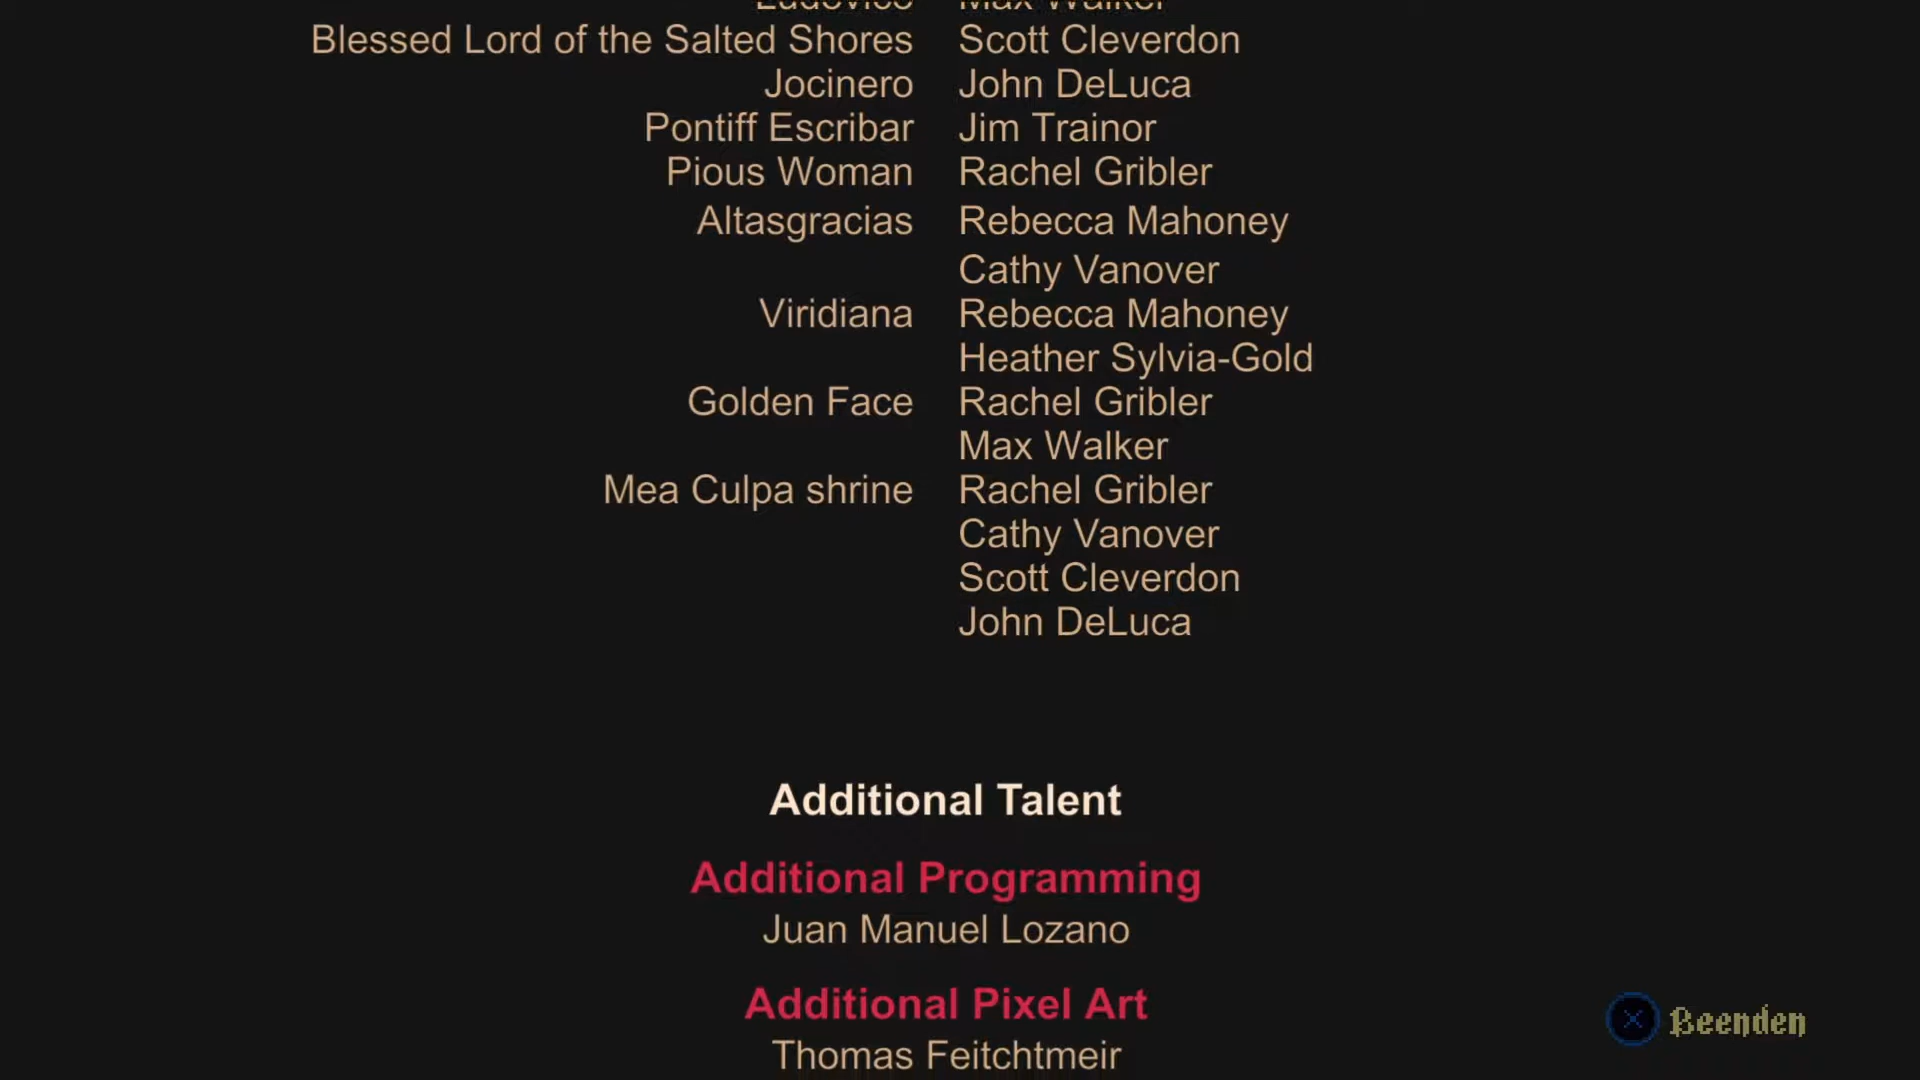 Ludovico Max Walker
Blessed Lord of the Salted Shores Scott Cleverdon
Jocinero John DeLuca
Pontiff Escribar Jim Trainor
Pious Woman Rachel Gribler
Altasgracias Rebecca Mahoney
Cathy Vanover
Viridiana Rebecca Mahoney
Heather Sylvia-Gold
Golden Face Rachel Gribler
Max Walker
Mea Culpa shrine Rachel Gribler
Cathy Vanover
Scott Cleverdon
John DeLuca
Additional Talent
Additional Programming
Juan Manuel Lozano
Additional Pixel Art
Thomas Feitchtmeir
Beenden